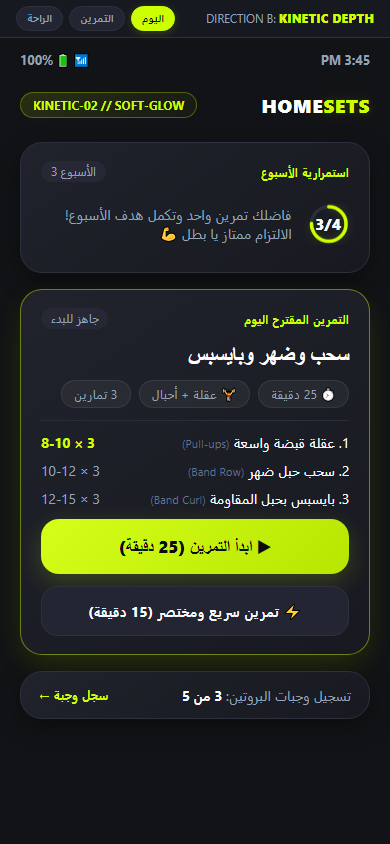 DIRECTION B: KINETIC DEPTH
اليوم
التمرين
الراحة
3:45 PM
100%
HOMESETS
KINETIC-02 // SOFT-GLOW
استمرارية الأسبوع
الأسبوع 3
3/4
فاضلك تمرين واحد وتكمل هدف الأسبوع!
الالتزام ممتاز يا بطل 💪
التمرين المقترح اليوم
جاهز للبدء
سحب وضهر وبايسبس
⏱ 25 دقيقة
عقلة + أحبال
3 تمارين
1. عقلة قبضة واسعة (Pull-ups) 3 × 8-10
2. سحب حبل ضهر (Band Row) 3 × 10-12
3. بايسبس بحبل المقاومة (Band Curl) 3 × 12-15
▶ ابدأ التمرين (25 دقيقة)
⚡ تمرين سريع ومختصر (15 دقيقة)
تسجيل وجبات البروتين: 3 من 5
سجل وجبة ←